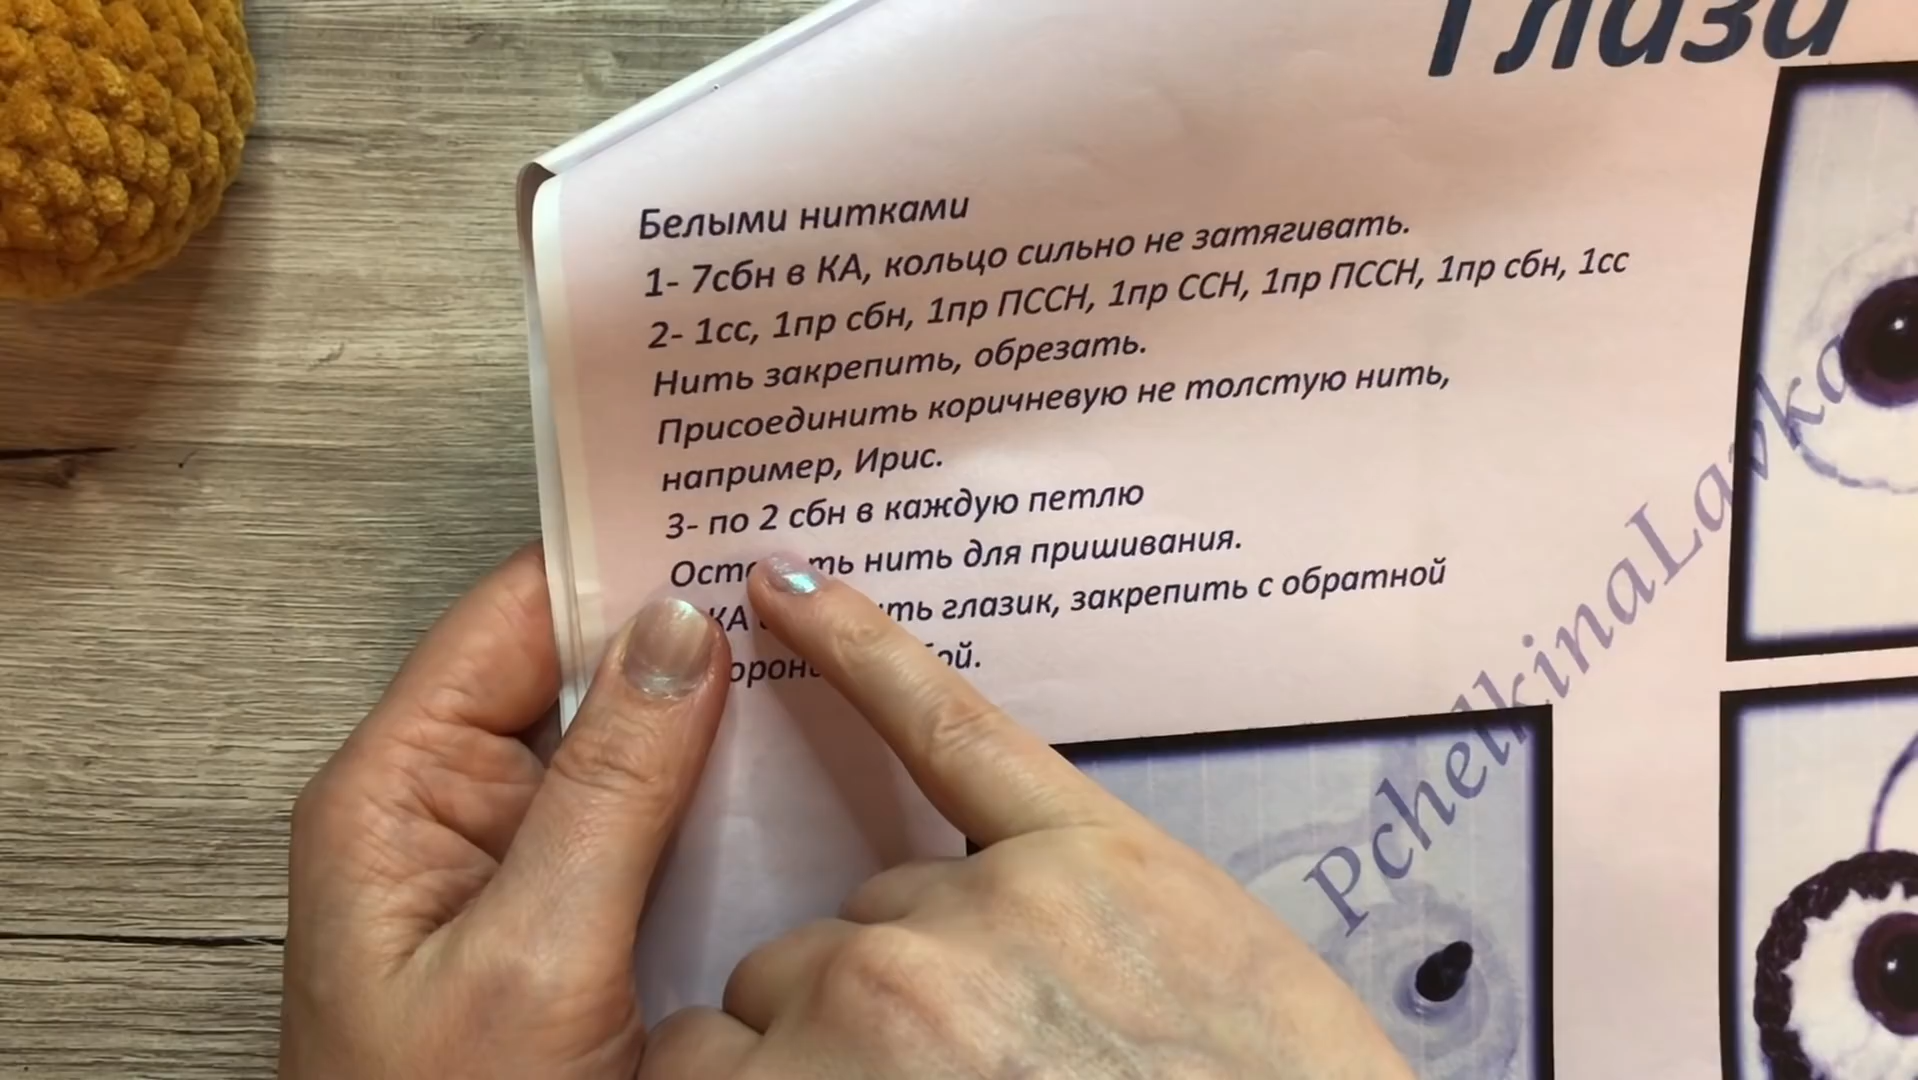 Глаза
Белыми нитками
1- 7сбн в КА, кольцо сильно не затягивать.
2- 1сс, 1пр сбн, 1пр ПССН, 1пр ССН, 1пр ПССН, 1пр сбн, 1сс
Нить закрепить, обрезать.
Присоединить коричневую не толстую нить,
например, Ирис.
3- по 2 сбн в каждую петлю
нить для пришивания.
КА глазик, закрепить с обратной
PchelkinaLavka